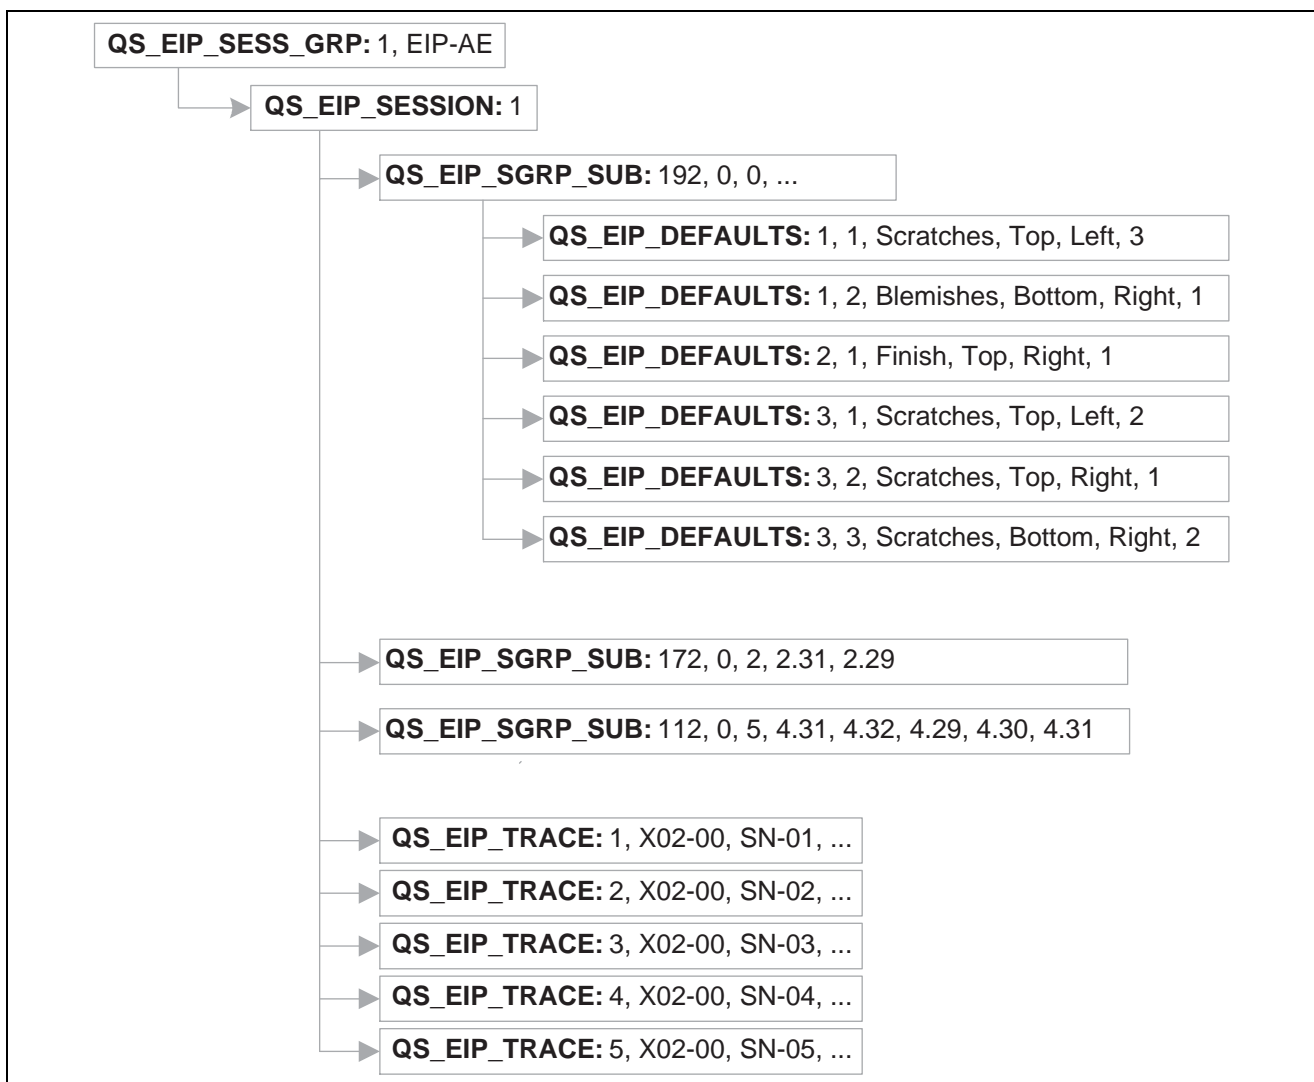 QS_EIP_SESS_GRP: 1, EIP-AE
QS_EIP_SESSION: 1
QS_EIP_SGRP_SUB: 192, 0, 0, ...
QS_EIP_DEFAULTS: 1, 1, Scratches, Top, Left, 3
QS_EIP_DEFAULTS: 1, 2, Blemishes, Bottom, Right, 1
QS_EIP_DEFAULTS: 2, 1, Finish, Top, Right, 1
QS_EIP_DEFAULTS: 3, 1, Scratches, Top, Left, 2
QS_EIP_DEFAULTS: 3, 2, Scratches, Top, Right, 1
QS_EIP_DEFAULTS: 3, 3, Scratches, Bottom, Right, 2
QS_EIP_SGRP_SUB: 172, 0, 2, 2.31, 2.29
QS_EIP_SGRP_SUB: 112, 0, 5, 4.31, 4.32, 4.29, 4.30, 4.31
QS_EIP_TRACE: 1, X02-00, SN-01, ...
QS_EIP_TRACE: 2, X02-00, SN-02, ...
QS_EIP_TRACE: 3, X02-00, SN-03, ...
QS_EIP_TRACE: 4, X02-00, SN-04, ...
QS_EIP_TRACE: 5, X02-00, SN-05, ...